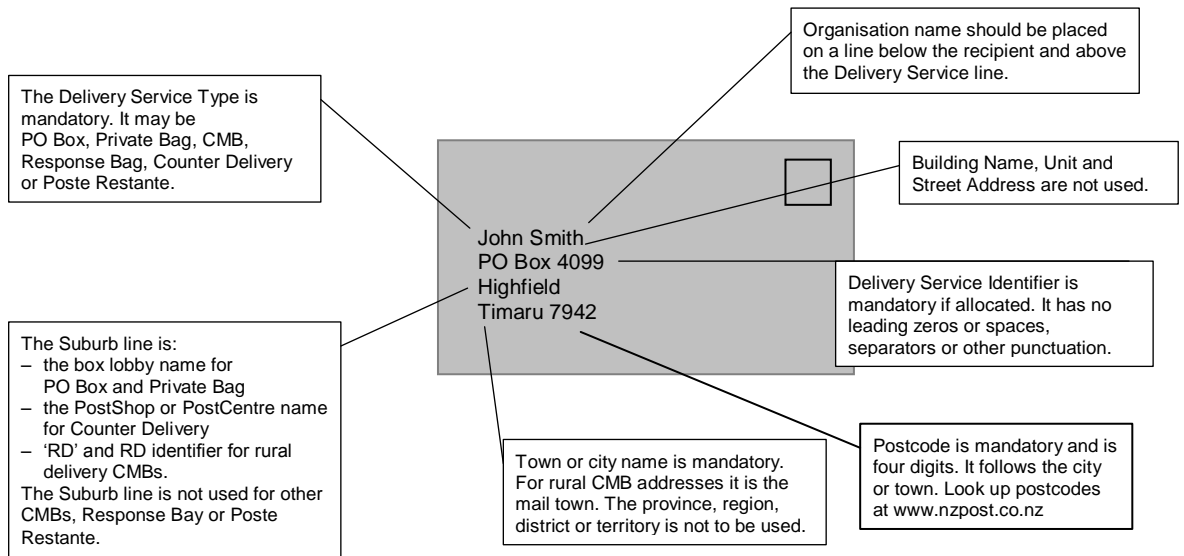 Organisation name should be placed
on a line below the recipient and above
the Delivery Service line.
The Delivery Service Type is
mandatory. It may be
PO Box, Private Bag, CMB,
Response Bag, Counter Delivery
or Poste Restante.
Building Name, Unit and
Street Address are not used.
John Smith
PO Box 4099
Highfield
Timaru 7942
Delivery Service Identifier is
mandatory if allocated. It has no
leading zeros or spaces,
separators or other punctuation.
The Suburb line is:
– the box lobby name for
PO Box and Private Bag
– the PostShop or PostCentre name
for Counter Delivery
– ‘RD’ and RD identifier for rural
delivery CMBs.
The Suburb line is not used for other
CMBs, Response Bay or Poste
Restante.
Town or city name is mandatory.
For rural CMB addresses it is the
mail town. The province, region,
district or territory is not to be used.
Postcode is mandatory and is
four digits. It follows the city
or town. Look up postcodes
at www.nzpost.co.nz